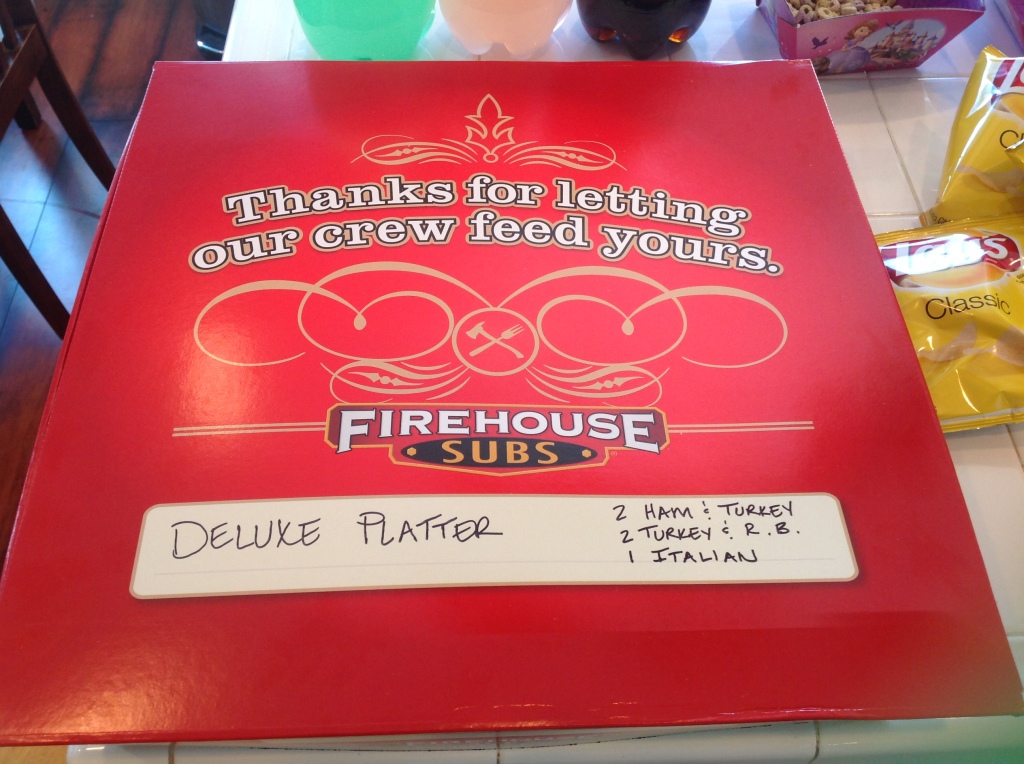 Thanks for letting
our crew feed yours.
FIREHOUSE
SUBS
DELUXE PLATTER
2 HAM & TURKEY
2 TURKEY & R.B.
1 ITALIAN
Lay's
Classic